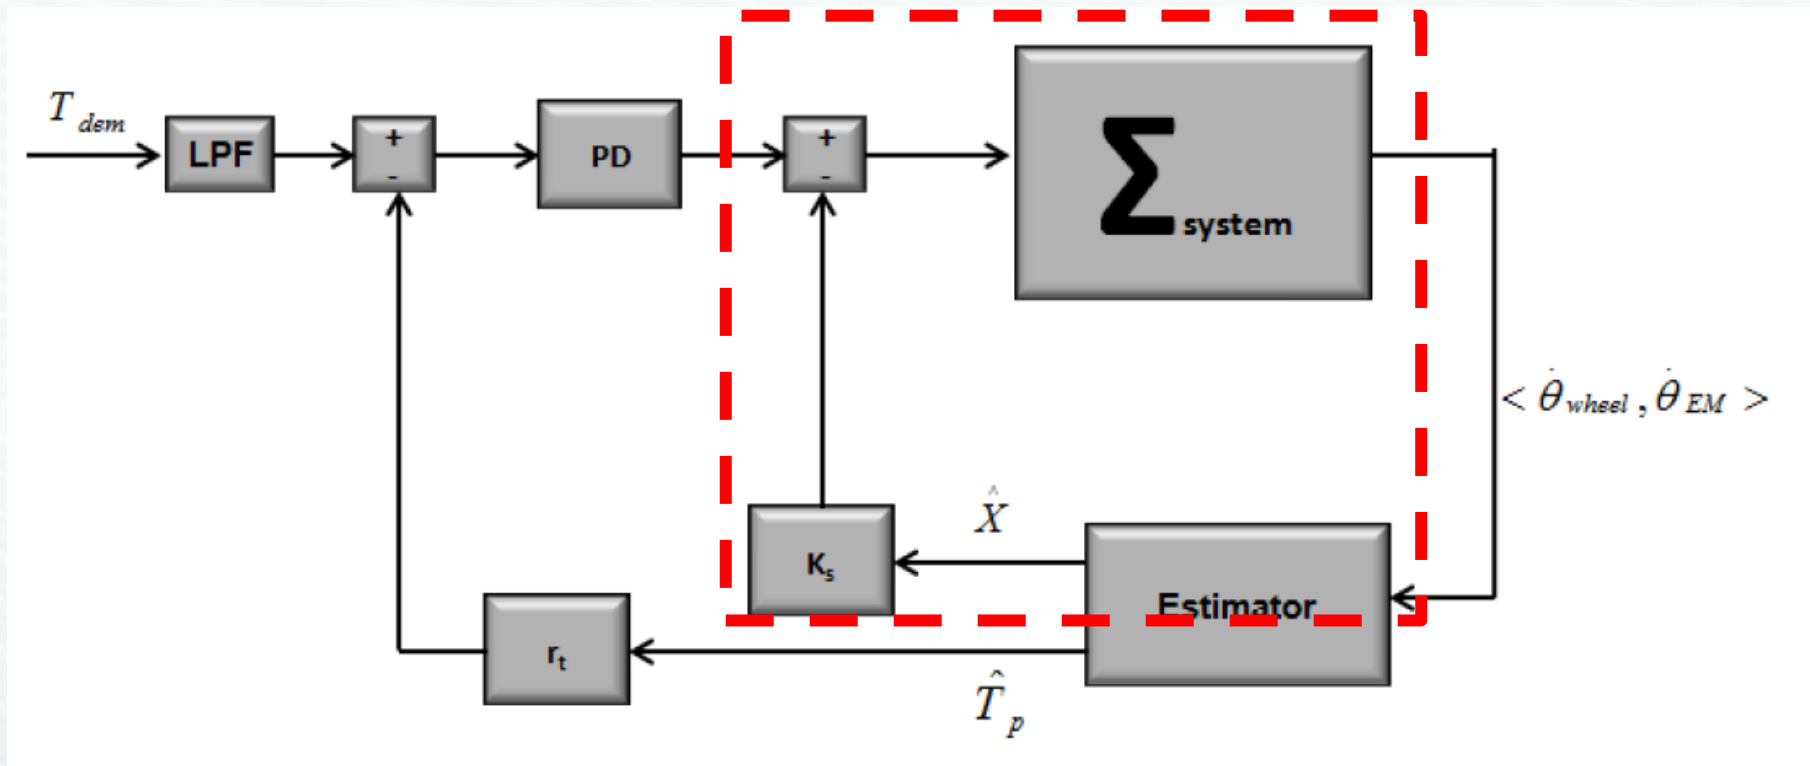 T dem
LPF
+
-
PD
+
-
Σ system
< θ̇ wheel , θ̇ EM >
Ks
X̂
Estimator
rt
T̂ p